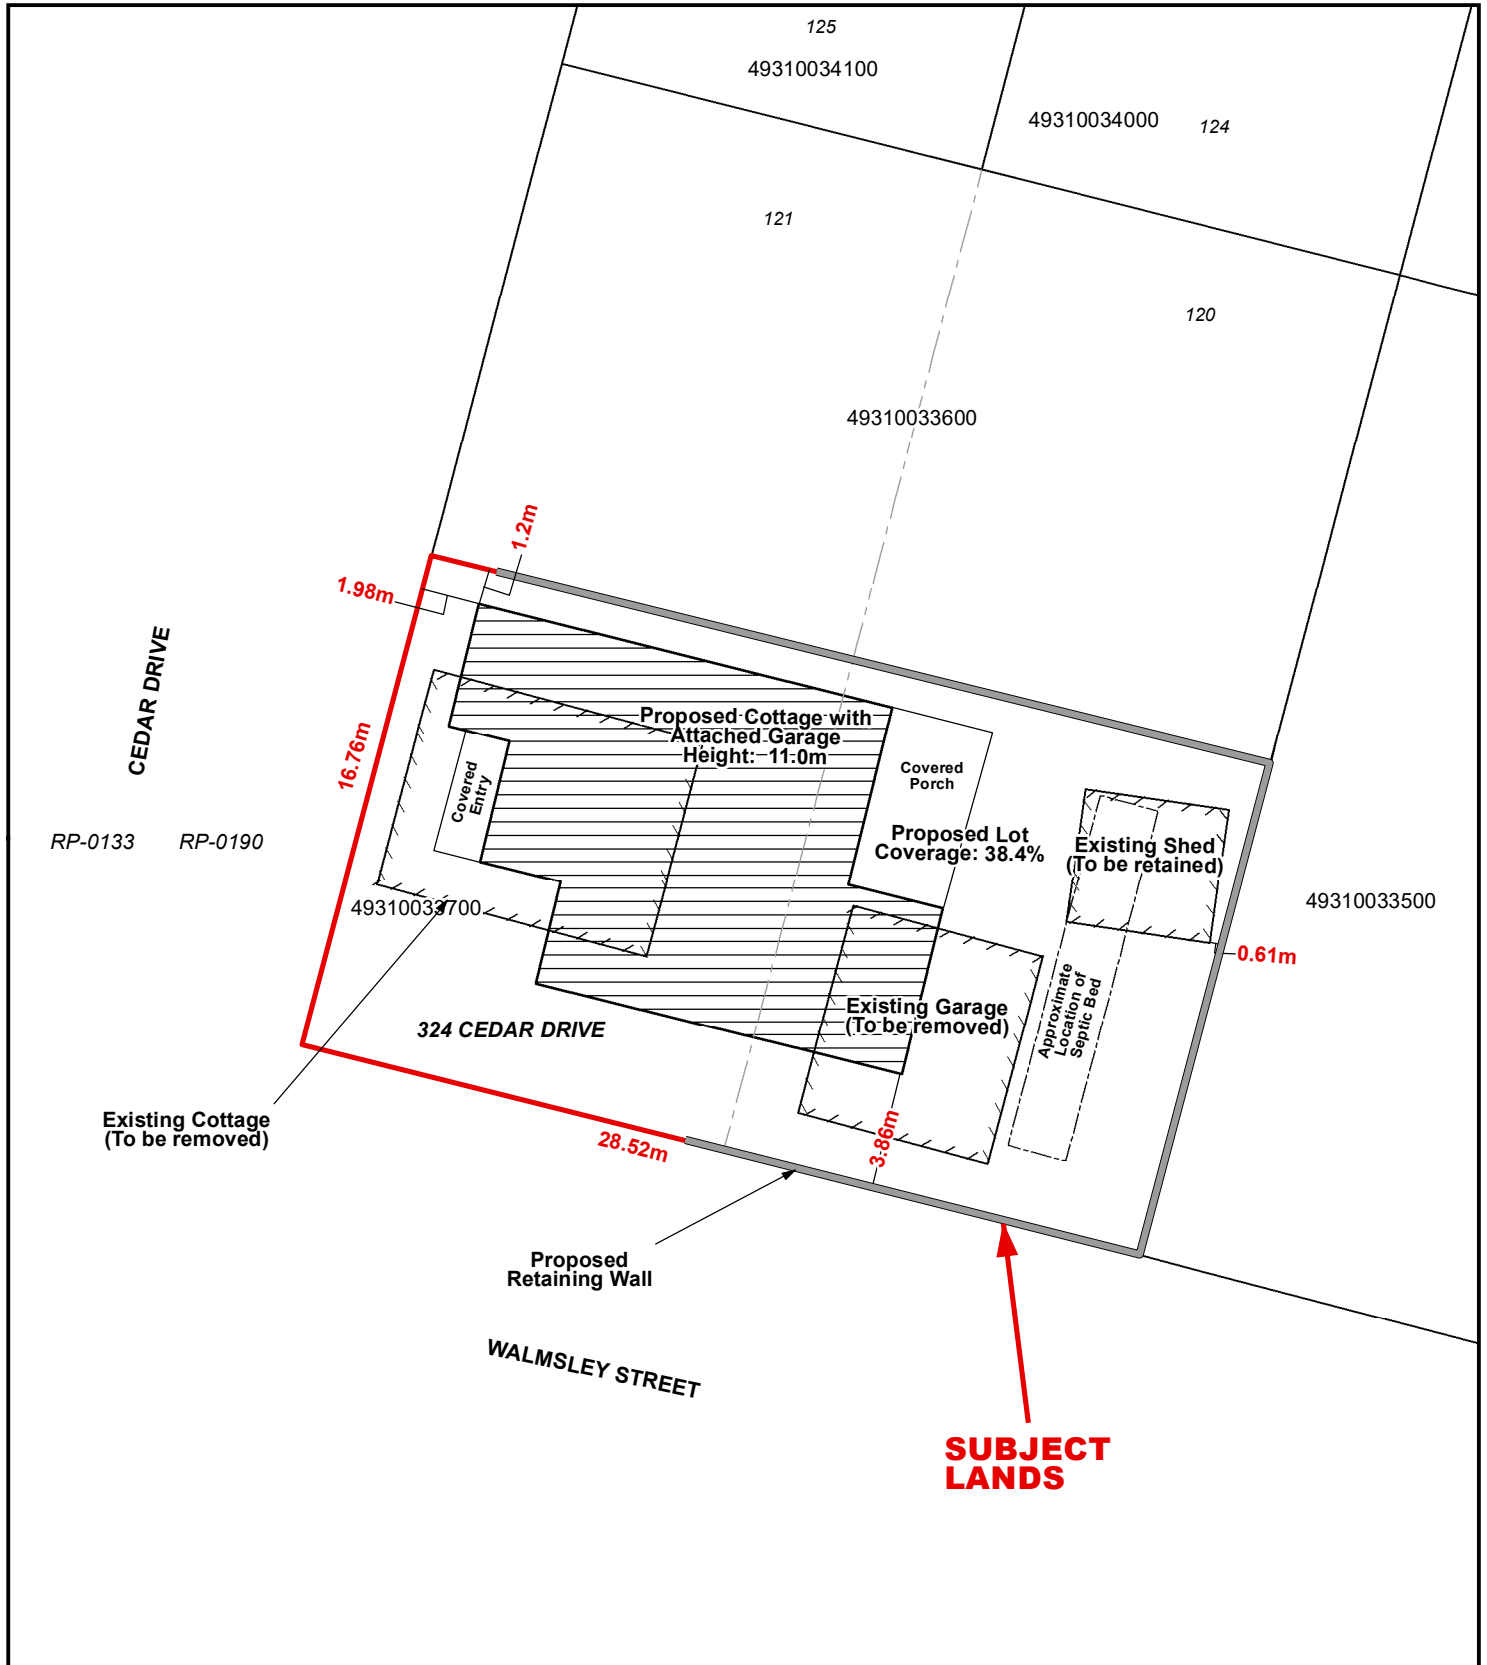 125
49310034100
49310034000
124
121
120
49310033600
1.2m
1.98m
CEDAR DRIVE
16.76m
Proposed Cottage with
Attached Garage
Height: 11.0m
Covered
Entry
Covered
Porch
Proposed Lot
Coverage: 38.4%
Existing Shed
(To be retained)
RP-0133
RP-0190
49310033700
49310033500
0.61m
Existing Garage
(To be removed)
Approximate
Location of
Septic Bed
324 CEDAR DRIVE
Existing Cottage
(To be removed)
28.52m
3.86m
Proposed
Retaining Wall
WALMSLEY STREET
SUBJECT
LANDS